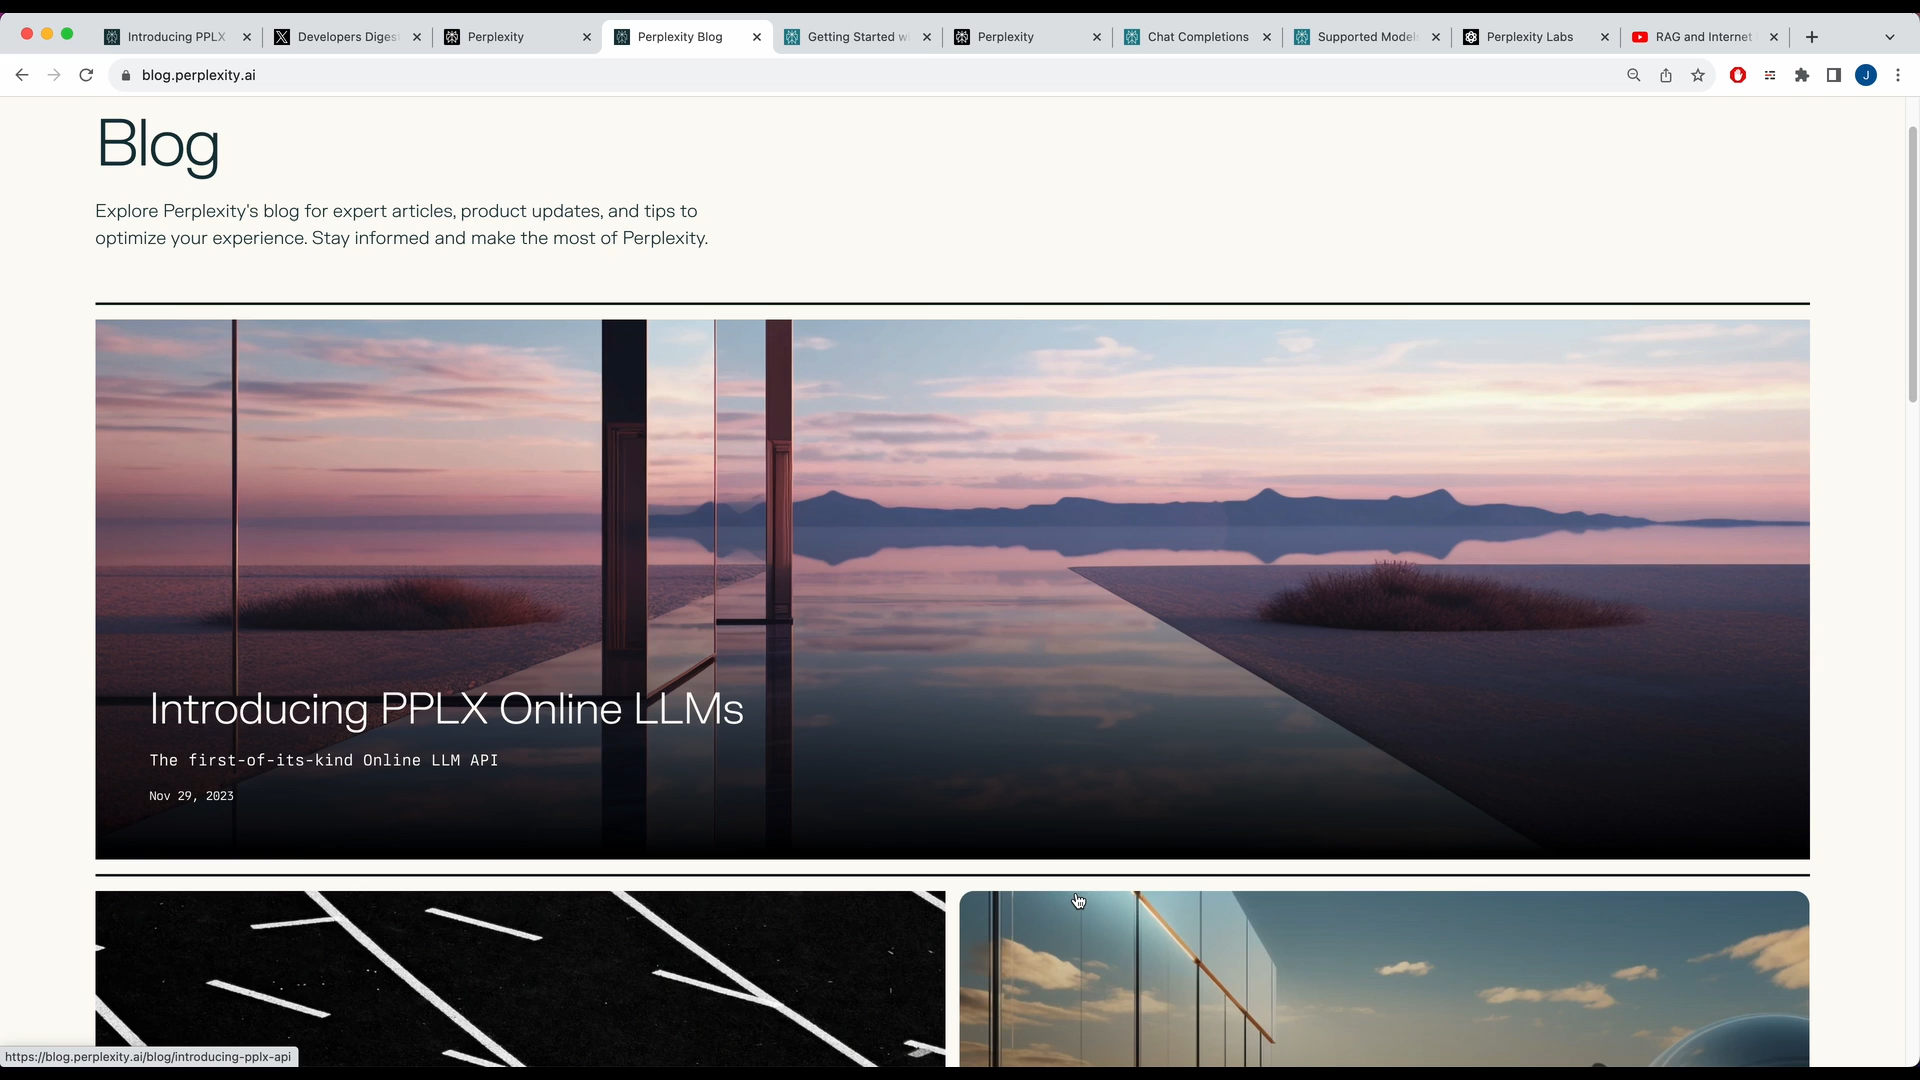 Introducing PPLX
Developers Digest
Perplexity
Perplexity Blog
Getting Started w
Perplexity
Chat Completions
Supported Models
Perplexity Labs
RAG and Internet
blog.perplexity.ai
J
Blog
Explore Perplexity's blog for expert articles, product updates, and tips to
optimize your experience. Stay informed and make the most of Perplexity.
Introducing PPLX Online LLMs
The first-of-its-kind Online LLM API
Nov 29, 2023
https://blog.perplexity.ai/blog/introducing-pplx-api